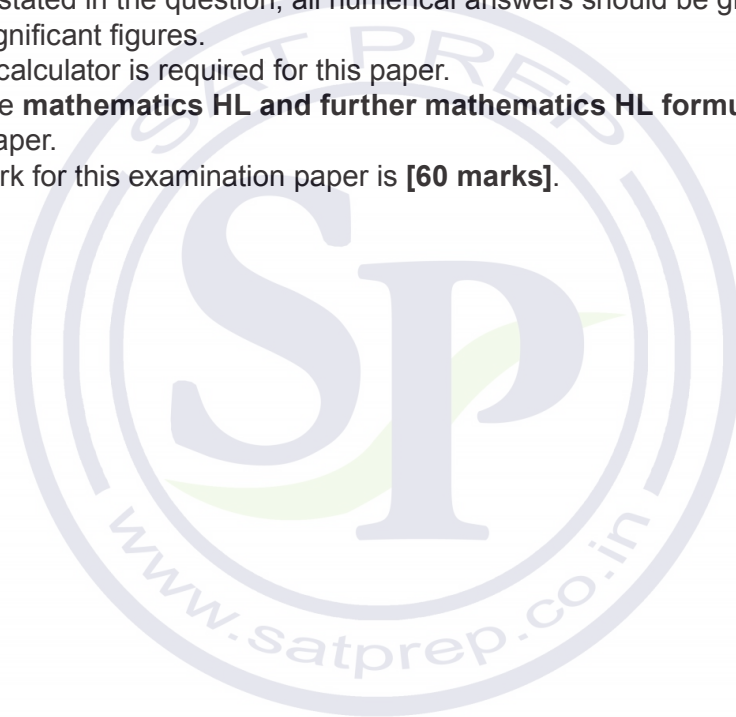 stated in the question, all numerical answers should be g
gnificant figures.
calculator is required for this paper.
e mathematics HL and further mathematics HL formu
aper.
rk for this examination paper is [60 marks].
SAT PREP
SP
www.satprep.co.in